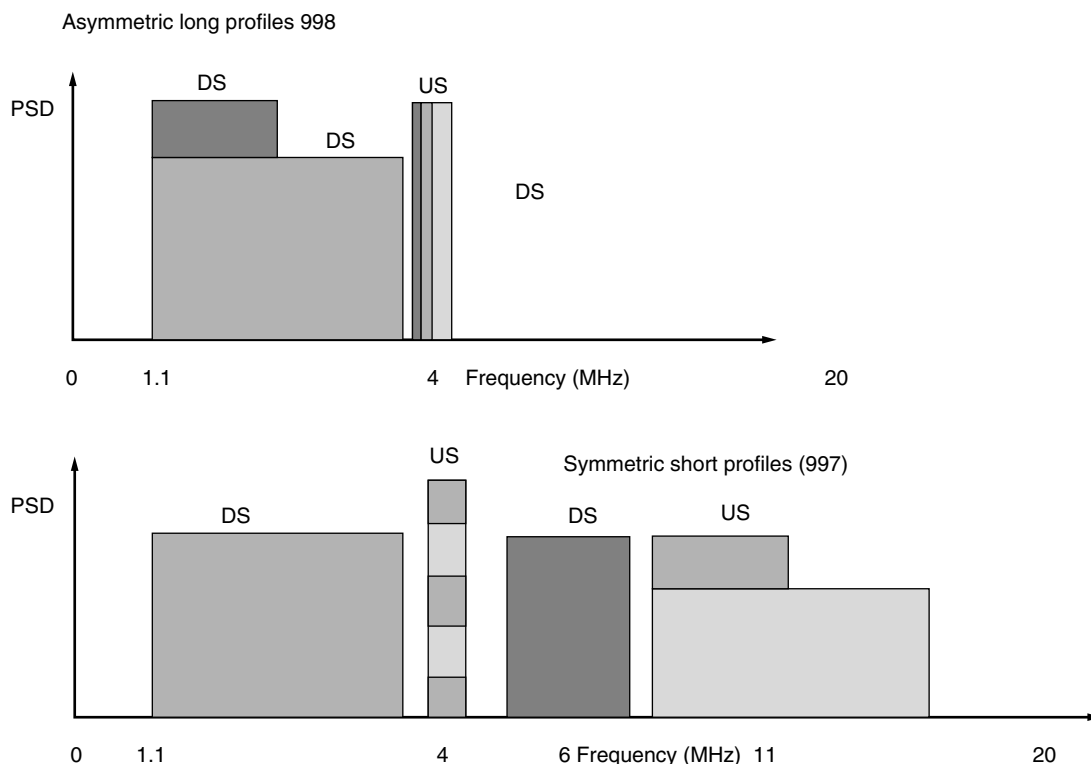 Asymmetric long profiles 998
DS
US
PSD
DS
DS
0 1.1 4 Frequency (MHz) 20
US
Symmetric short profiles (997)
PSD
DS
DS
US
0 1.1 4 6 Frequency (MHz) 11 20